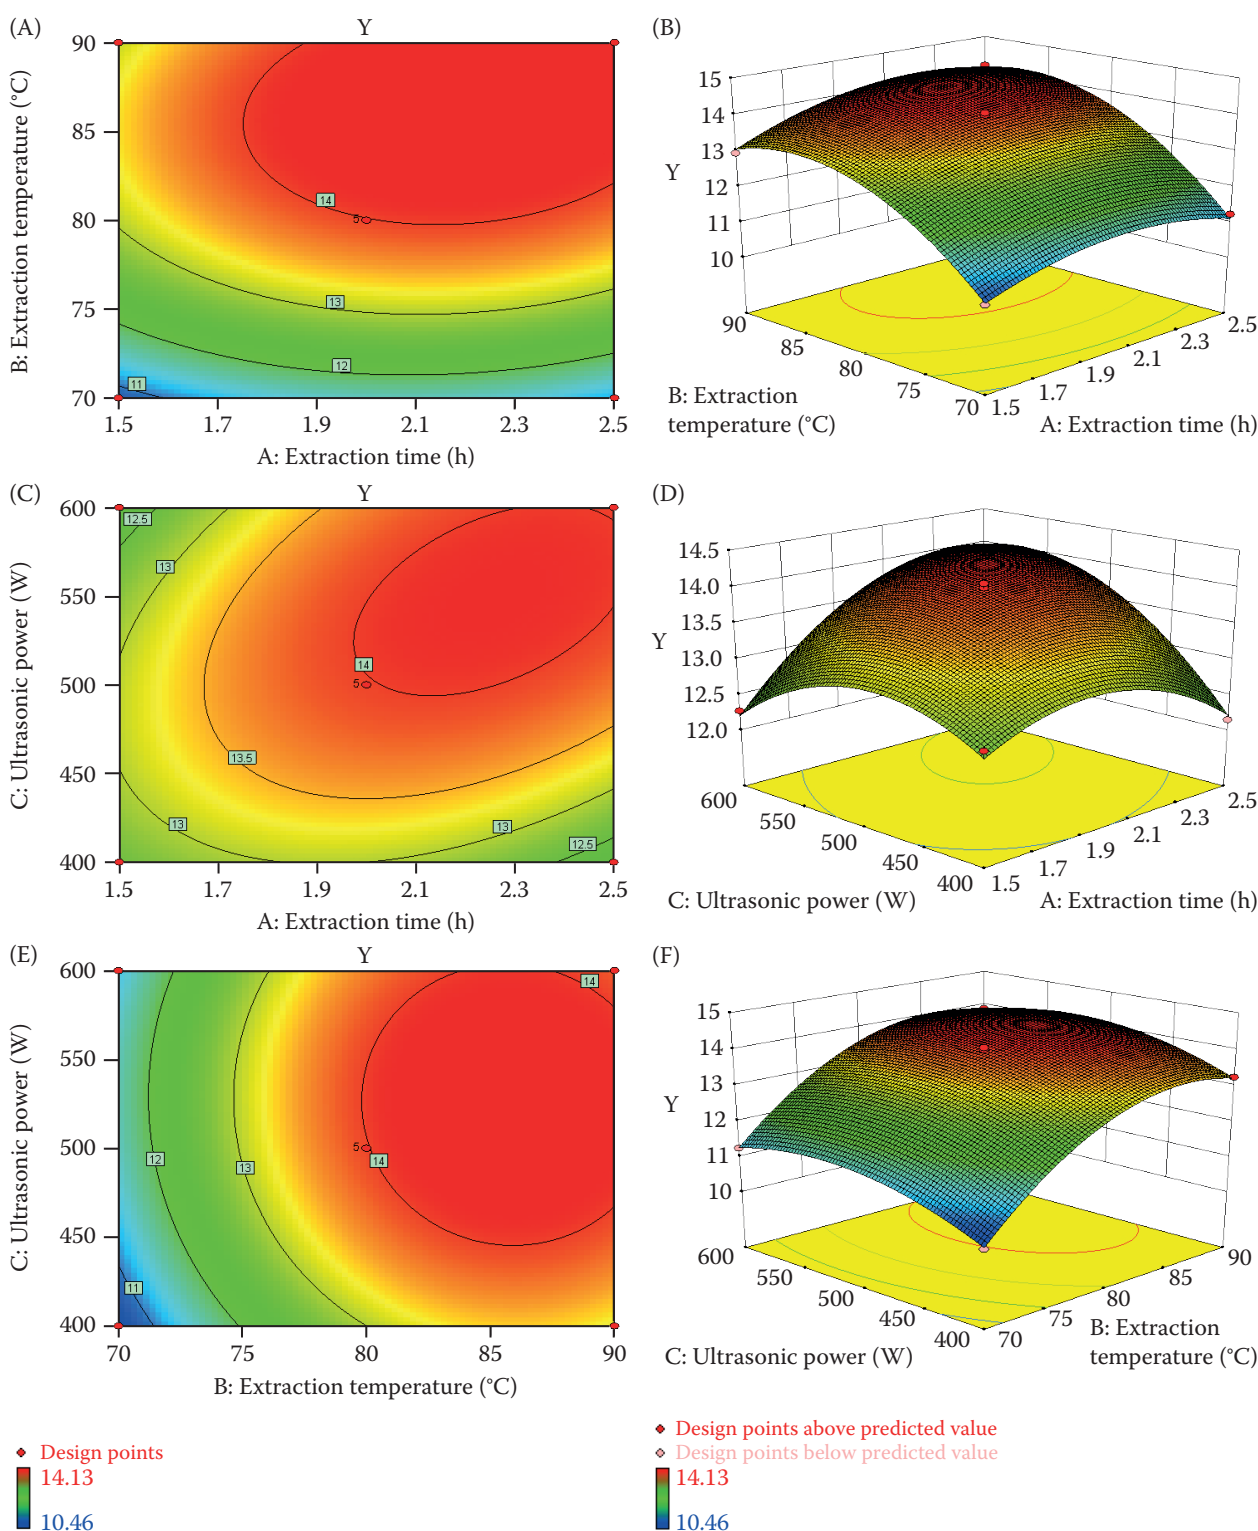 (A)
Y
90
85
80
75
70
B: Extraction temperature (°C)
14
5
13
12
11
1.5 1.7 1.9 2.1 2.3 2.5
A: Extraction time (h)
(B)
15
14
13
12
11
10
Y
90
85
80
75
70
1.5
1.7
1.9
2.1
2.3
2.5
B: Extraction
temperature (°C)
A: Extraction time (h)
(C)
Y
600
550
500
450
400
C: Ultrasonic power (W)
12.5
13
14
5
13.5
13
13
12.5
1.5 1.7 1.9 2.1 2.3 2.5
A: Extraction time (h)
(D)
14.5
14.0
13.5
13.0
12.5
12.0
Y
600
550
500
450
400
1.5
1.7
1.9
2.1
2.3
2.5
C: Ultrasonic power (W)
A: Extraction time (h)
(E)
Y
600
550
500
450
400
C: Ultrasonic power (W)
14
5
14
12
13
11
70 75 80 85 90
B: Extraction temperature (°C)
(F)
15
14
13
12
11
10
Y
600
550
500
450
400
70
75
80
85
90
C: Ultrasonic power (W)
B: Extraction
temperature (°C)
Design points
14.13
10.46
Design points above predicted value
Design points below predicted value
14.13
10.46